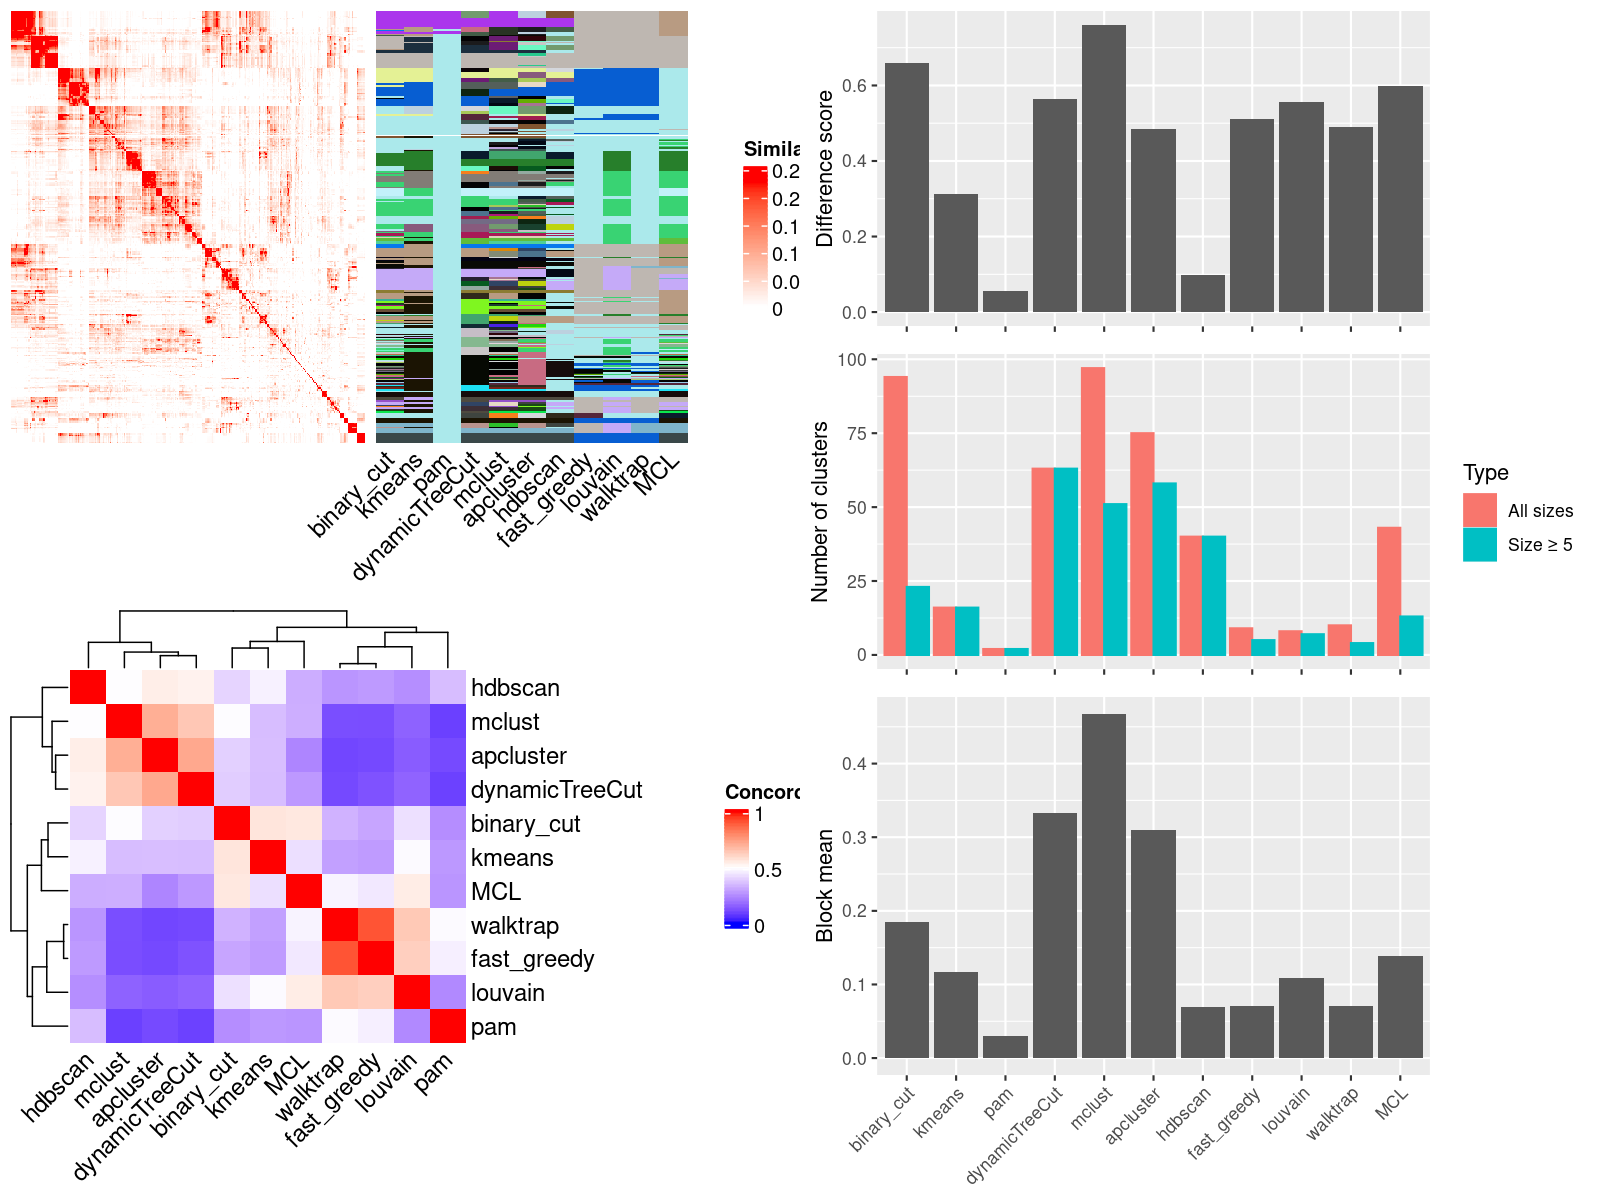 Simila
0.2
0.2
0.1
0.1
0.0
0
binary_cut
kmeans
pam
dynamicTreeCut
mclust
apcluster
hdbscan
fast_greedy
louvain
walktrap
MCL
hdbscan
mclust
apcluster
dynamicTreeCut
binary_cut
kmeans
MCL
walktrap
fast_greedy
louvain
pam
hdbscan
mclust
apcluster
dynamicTreeCut
binary_cut
kmeans
MCL
walktrap
fast_greedy
louvain
pam
Concord
1
0.5
0
Difference score
0.6
0.4
0.2
0.0
Number of clusters
100
75
50
25
0
Type
All sizes
Size ≥ 5
Block mean
0.4
0.3
0.2
0.1
0.0
binary_cut
kmeans
pam
dynamicTreeCut
mclust
apcluster
hdbscan
fast_greedy
louvain
walktrap
MCL